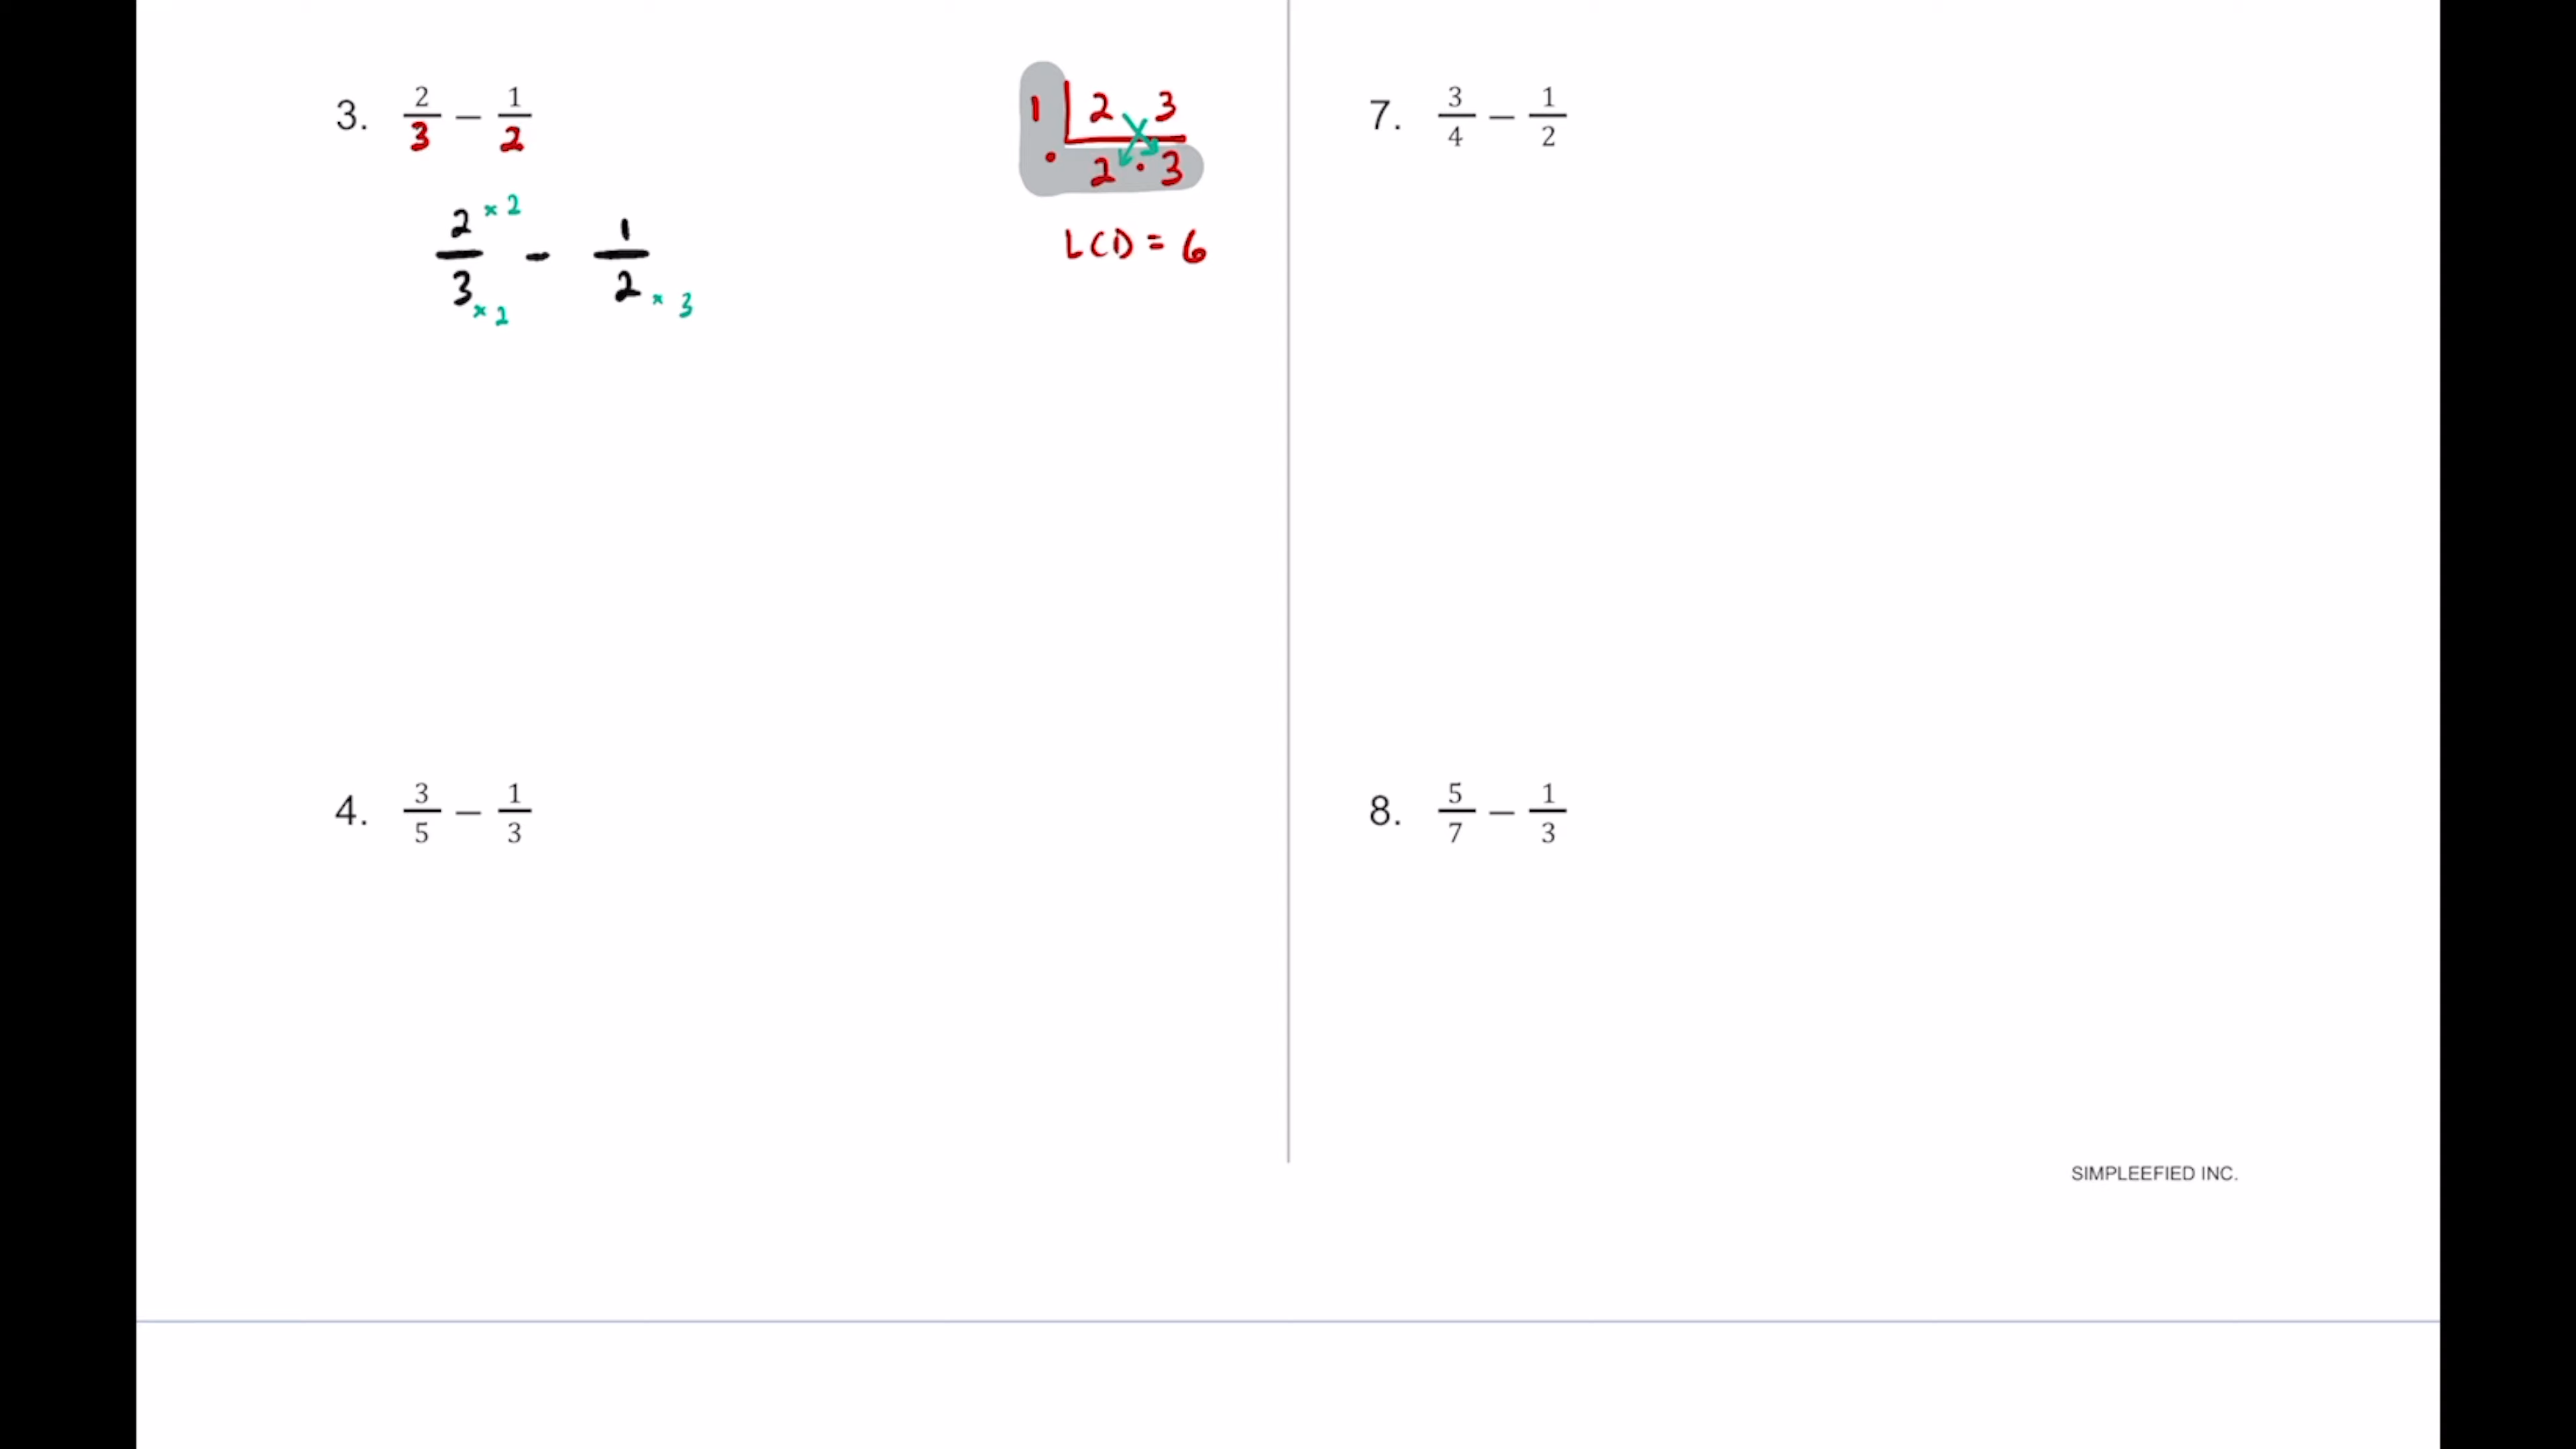 3. 2/3 − 1/2
2 × 2
3 × 2
-
1
2 × 3
1 2 3
. 2 . 3
LCD = 6
4. 3/5 − 1/3
7. 3/4 − 1/2
8. 5/7 − 1/3
SIMPLEEFIED INC.